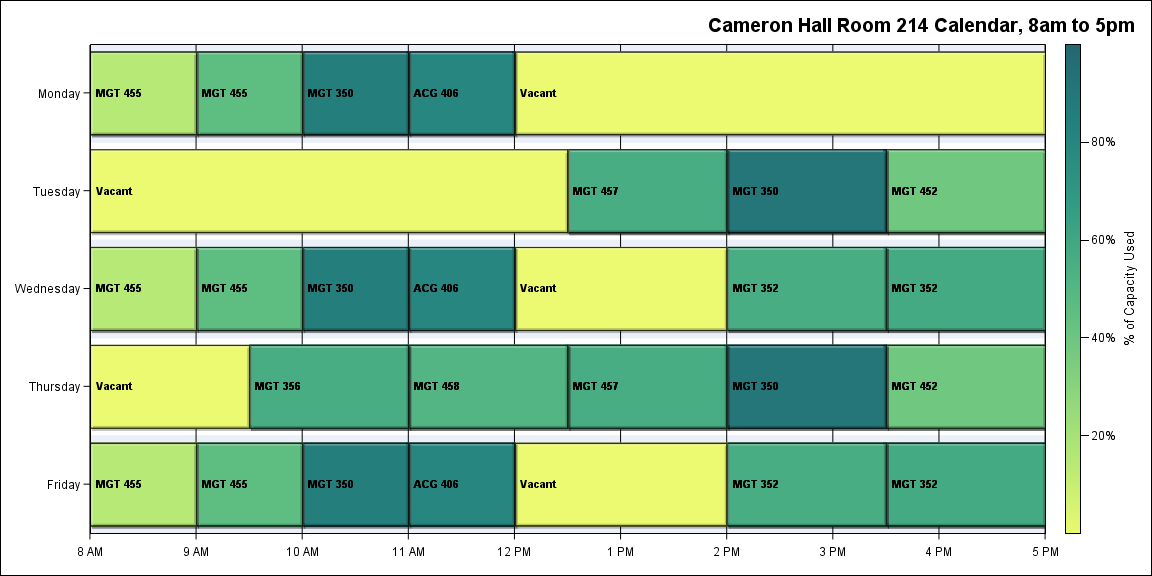 Cameron Hall Room 214 Calendar, 8am to 5pm
Monday MGT 455 MGT 455 MGT 350 ACG 406 Vacant
80%
Tuesday Vacant MGT 457 MGT 350 MGT 452
60%
% of Capacity Used
Wednesday MGT 455 MGT 455 MGT 350 ACG 406 Vacant MGT 352 MGT 352
40%
Thursday Vacant MGT 356 MGT 458 MGT 457 MGT 350 MGT 452
20%
Friday MGT 455 MGT 455 MGT 350 ACG 406 Vacant MGT 352 MGT 352
8 AM 9 AM 10 AM 11 AM 12 PM 1 PM 2 PM 3 PM 4 PM 5 PM